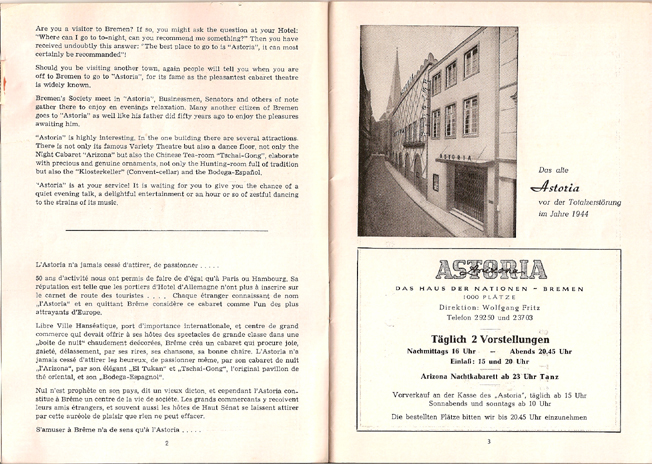 Are you a visitor to Bremen? If so, you might ask the question at your Hotel:
"Where can I go to to-night, can you recommend me something?" Then you have
received undoubtly this answer: "The best place to go to is "Astoria", it can most
certainly be recommanded"!
Should you be visiting another town, again people will tell you when you are
off to Bremen to go to "Astoria", for its fame as the pleasantest cabaret theatre
is widely known.
Bremen's Society meet in "Astoria", Businessmen, Senators and others of note
gather there to enjoy en evenings relaxation. Many another citizen of Bremen
goes to "Astoria" as well like his father did fifty years ago to enjoy the pleasures
awaiting him.
"Astoria" is highly interesting, In the one building there are several attractions.
There is not only its famous Variety Theatre but also a dance floor, not only the
Night Cabaret "Arizona" but also the Chinese Tea-room "Tschai-Gong", elaborate
with precious and genuine ornaments, not only the Hunting-room full of tradition
but also the "Klosterkeller" (Convent-cellar) and the Bodega-Español.
"Astoria" is at your Service! It is waiting for you to give you the chance of a
quiet evening talk, a delightful entertainment or an hour or so of zestful dancing
to the strains of its music.
L'Astoria n'a jamais cessé d'attirer, de passionner . . . . .
50 ans d'activité nous ont permis de faire de d'égal qu'à Paris ou Hambourg. Sa
réputation est telle que les portiers d'Hotel d'Allemagne n'ont plus à inscrire sur
le carnet de route des touristes . . . . Chaque étranger connaissant de nom
„l'Astoria" et en quittant Brême considère ce cabaret comme l'un des plus
attrayants d'Europe.
Libre Ville Hanséatique, port d'importance internationale, et centre de grand
commerce qui devait offrir à ses hôtes des spectacles de grande classe dans une
„boite de nuit" chaudement deécorées, Brême crès un cabaret qui procure joie,
gaieté, délassement, par ses rires, ses chansons, sa bonne chaire. L'Astoria n'a
jamais cessé d'attirer les heureux, de passionner même, par son cabaret de nuit
„l'Arizona", par son élégant „El Tukan" et „Tschai-Gong", l'original pavillon de
thé oriental, et son „Bodega-Espagnol".
Nul n'est prophète en son pays, dit un vieux dicton, et cependant l'Astoria con-
stitue à Brême un centre de la vie de société. Les grands commerçants y recoivent
leurs amis étrangers, et souvent aussi les hôtes de Haut Sénat se laissent attirer
par cette auréole de plaisir que rien ne peut effacer.
S'amuser à Brême n'a de sens qu'à l'Astoria . . . . .
2
ASTORIA
Das alte
Astoria
vor der Totalzerstörung
im Jahre 1944
ASTORIA
Arizona
DAS HAUS DER NATIONEN – BREMEN
1000 PLÄTZE
Direktion: Wolfgang Fritz
Telefon 29250 und 23703
Täglich 2 Vorstellungen
Nachmittags 16 Uhr – Abends 20,45 Uhr
Einlaß: 15 und 20 Uhr
Arizona Nachtkabarett ab 23 Uhr Tanz
Vorverkauf an der Kasse des „Astoria", täglich ab 15 Uhr
Sonnabends und sonntags ab 10 Uhr
Die bestellten Plätze bitten wir bis 20.45 Uhr einzunehmen
3